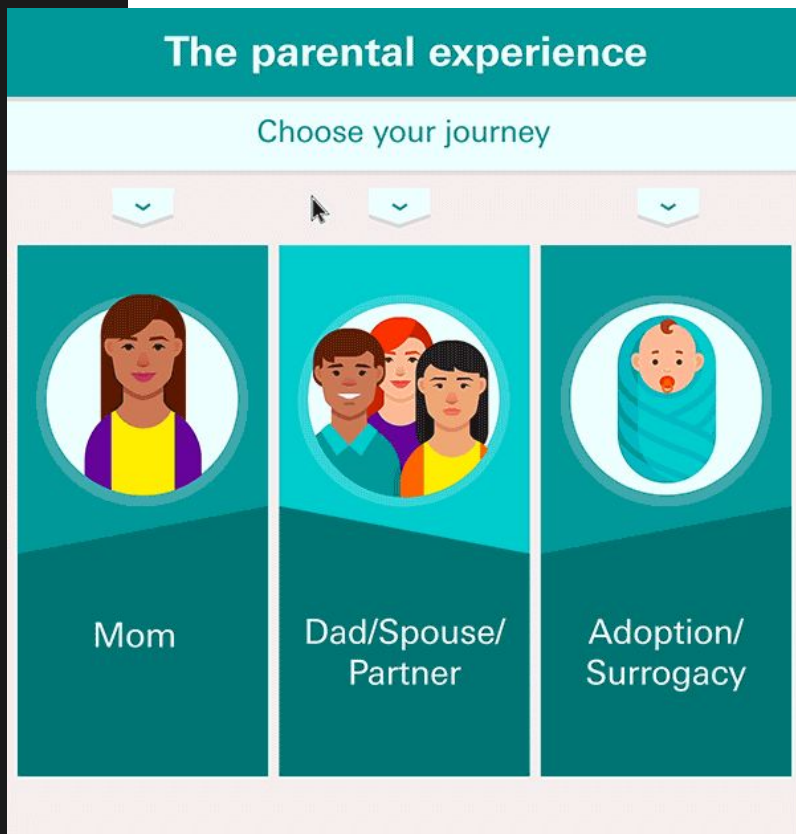 The parental experience
Choose your journey
Mom
Dad/Spouse/
Partner
Adoption/
Surrogacy